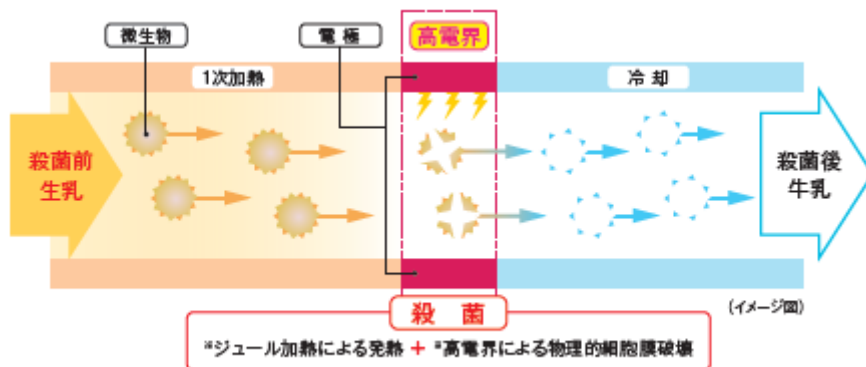 微生物
電極
高電界
1次加熱
冷却
殺菌前
生乳
殺菌後
牛乳
(イメージ図)
殺菌
※ジュール加熱による発熱 + ※高電界による物理的細胞膜破壊